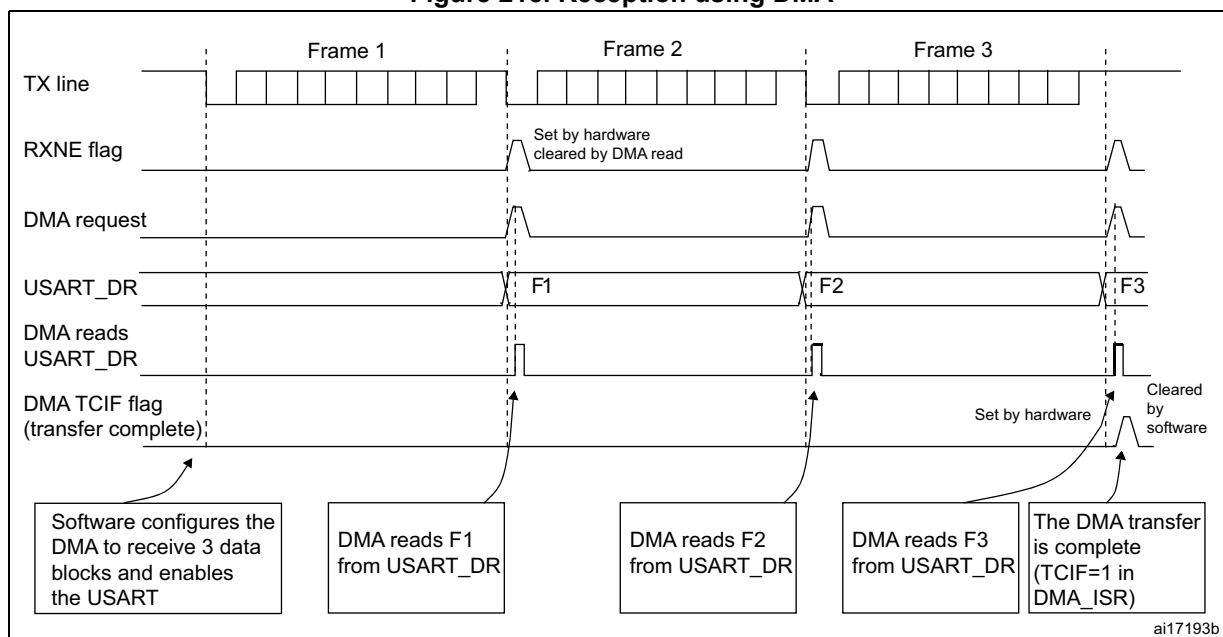 Frame 1
Frame 2
Frame 3
TX line
RXNE flag
Set by hardware
cleared by DMA read
DMA request
USART_DR
F1
F2
F3
DMA reads
USART_DR
DMA TCIF flag
(transfer complete)
Set by hardware
Cleared
by
software
Software configures the
DMA to receive 3 data
blocks and enables
the USART
DMA reads F1
from USART_DR
DMA reads F2
from USART_DR
DMA reads F3
from USART_DR
The DMA transfer
is complete
(TCIF=1 in
DMA_ISR)
ai17193b